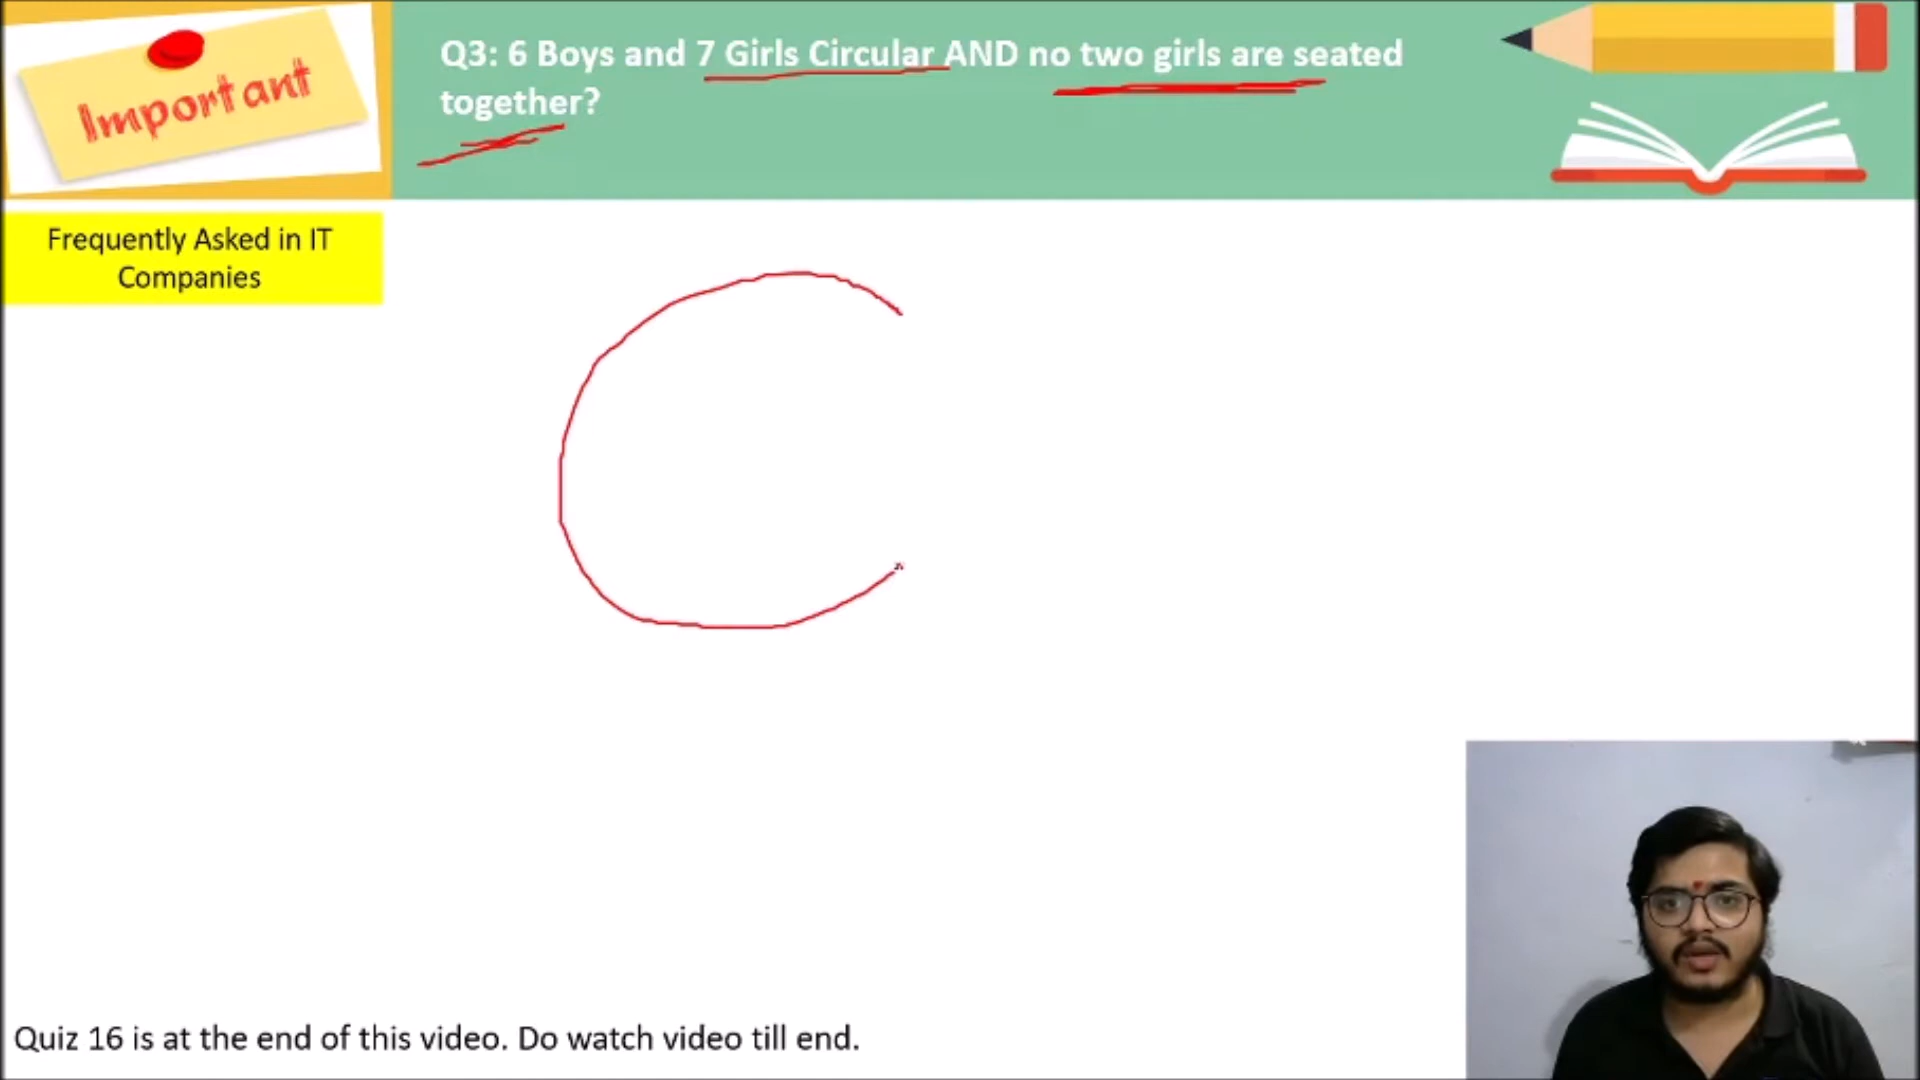 Important
Q3: 6 Boys and 7 Girls Circular AND no two girls are seated
together?
Frequently Asked in IT
Companies
Quiz 16 is at the end of this video. Do watch video till end.